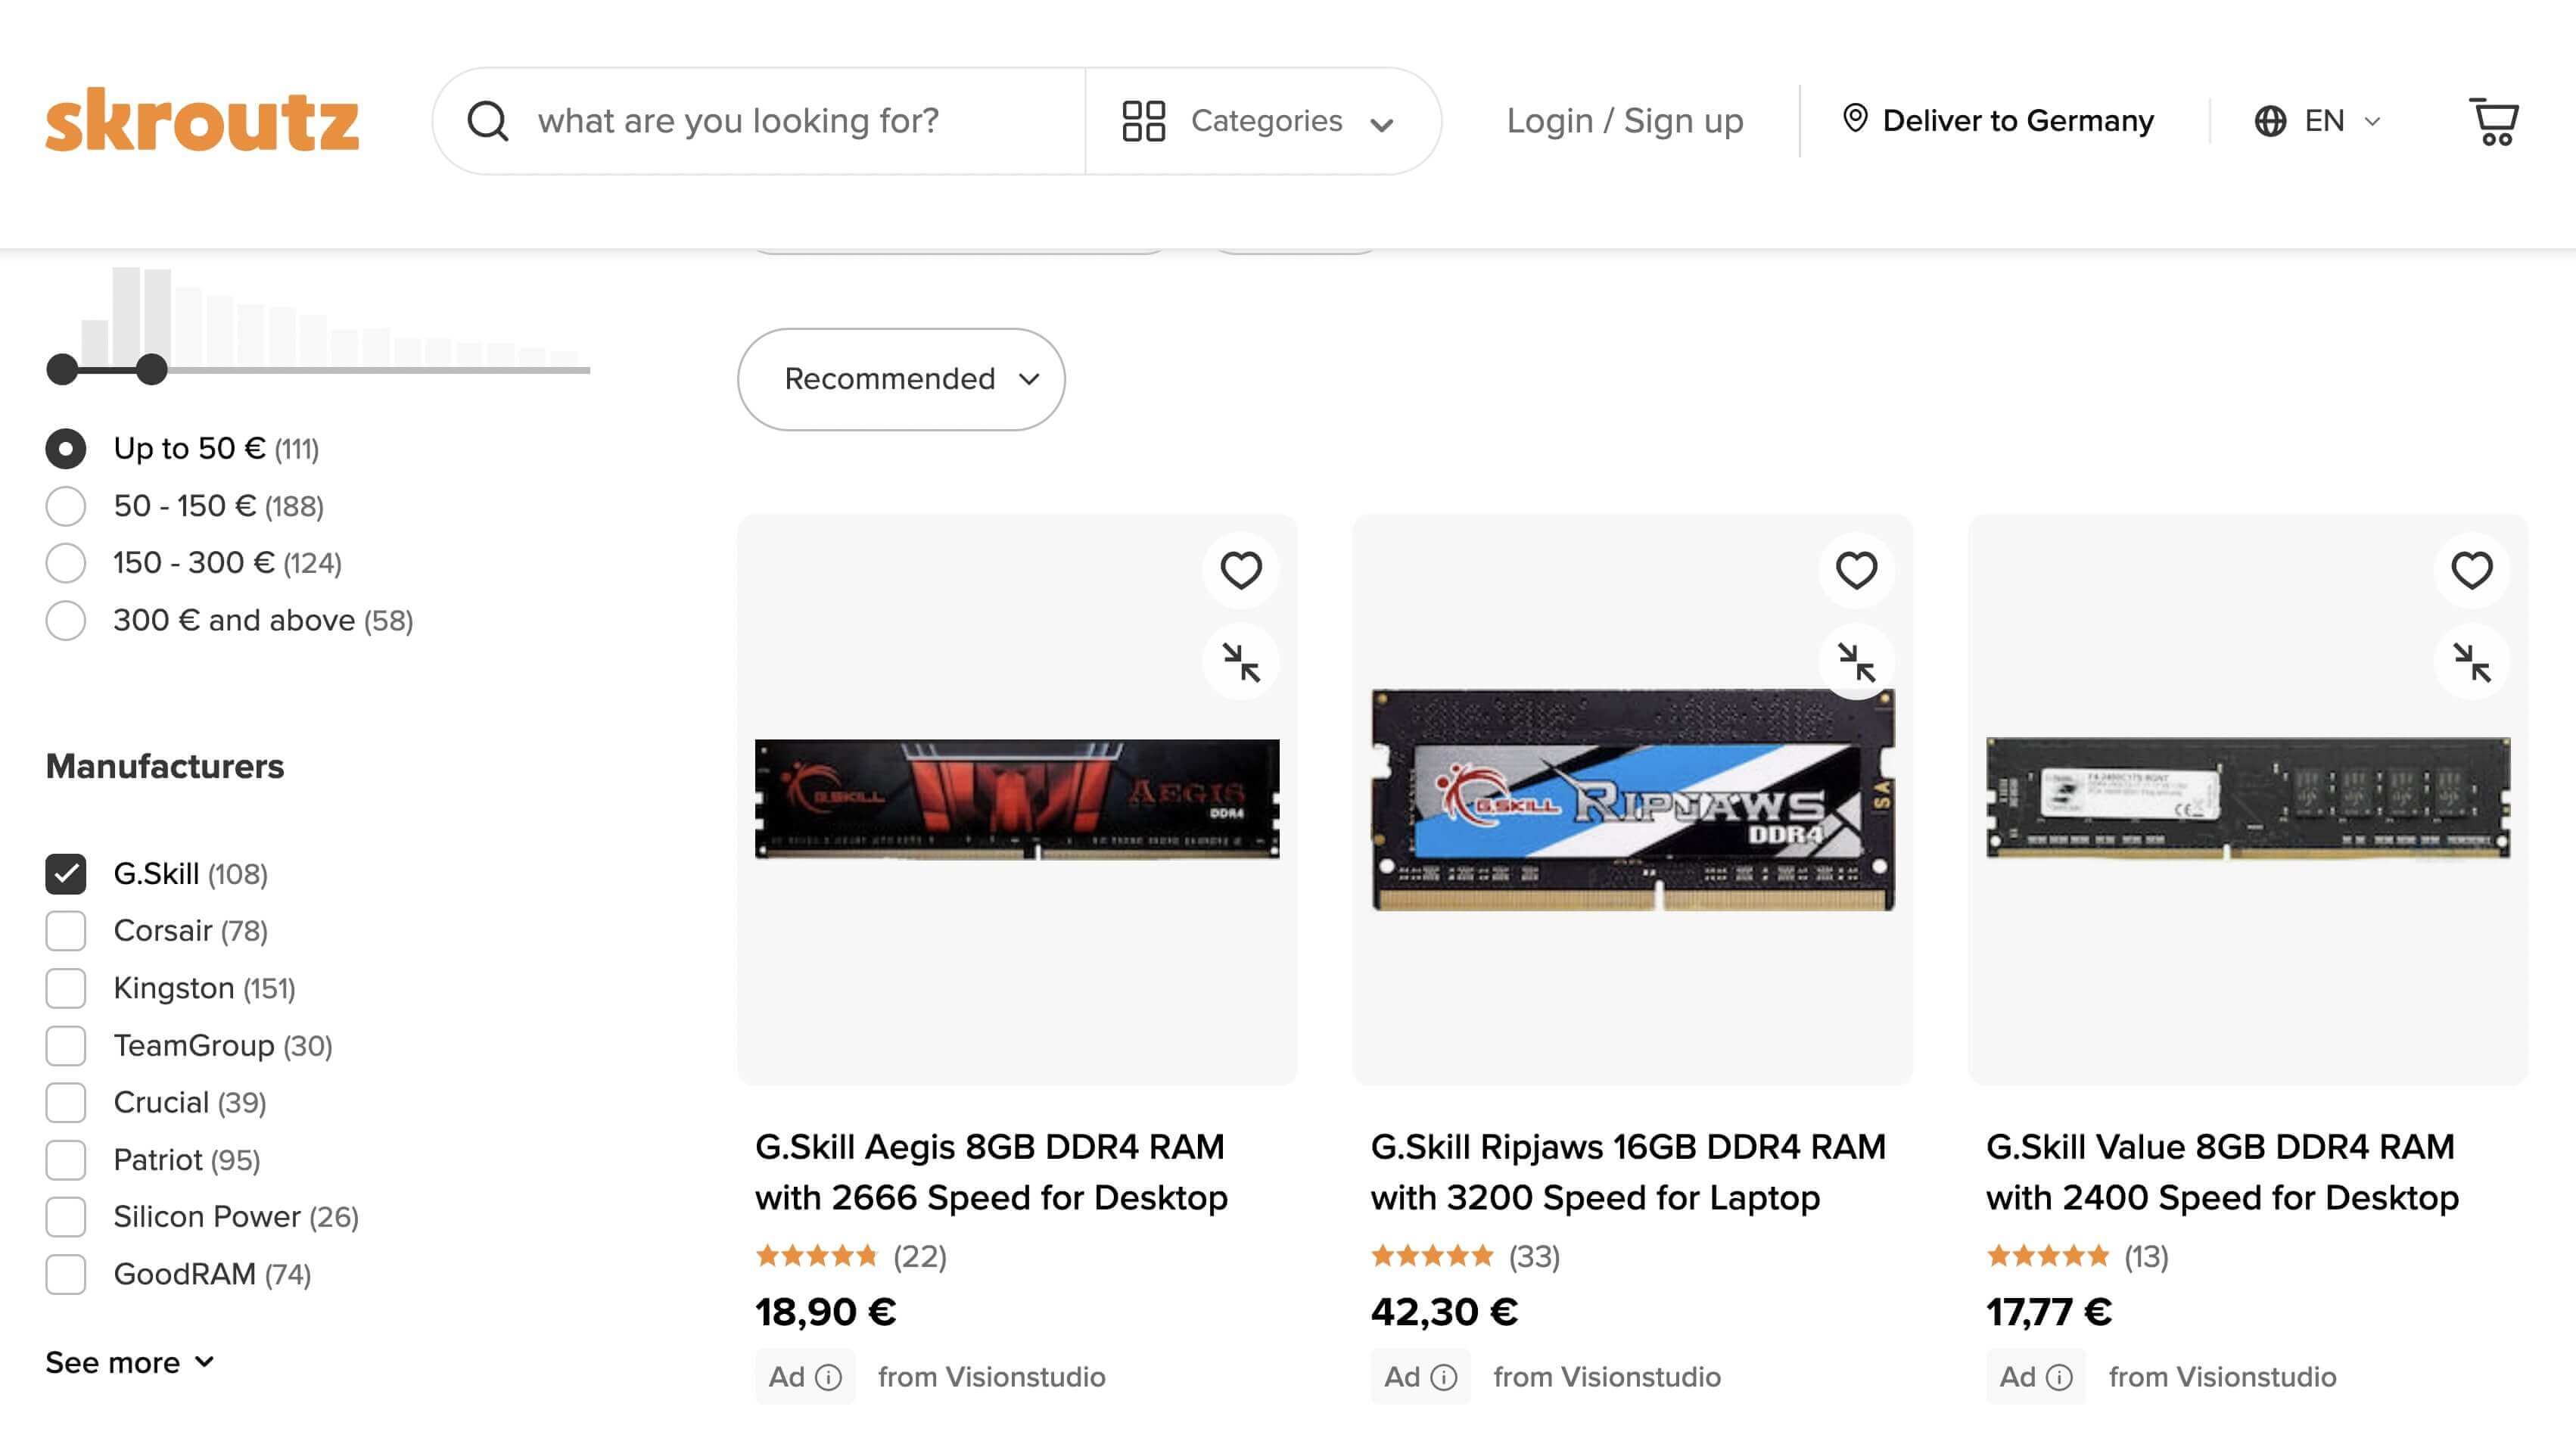 skroutz
what are you looking for?
Categories
Login / Sign up
Deliver to Germany
EN
Up to 50 € (111)
50 - 150 € (188)
150 - 300 € (124)
300 € and above (58)
Manufacturers
G.Skill (108)
Corsair (78)
Kingston (151)
TeamGroup (30)
Crucial (39)
Patriot (95)
Silicon Power (26)
GoodRAM (74)
See more
Recommended
G.SKILL
AEGIS
DDR4
G.Skill Aegis 8GB DDR4 RAM
with 2666 Speed for Desktop
(22)
18,90 €
Ad
from Visionstudio
G.SKILL
RIPJAWS
DDR4
G.Skill Ripjaws 16GB DDR4 RAM
with 3200 Speed for Laptop
(33)
42,30 €
Ad
from Visionstudio
G.Skill Value 8GB DDR4 RAM
with 2400 Speed for Desktop
(13)
17,77 €
Ad
from Visionstudio